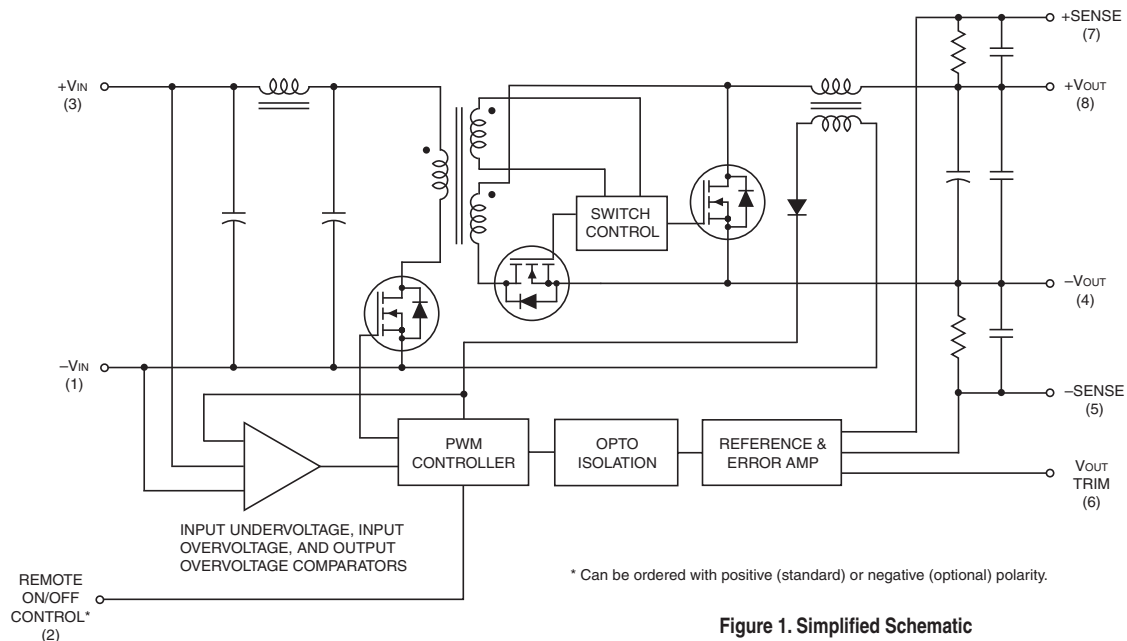 +SENSE
(7)
+VIN
(3)
+VOUT
(8)
SWITCH
CONTROL
–VOUT
(4)
–VIN
(1)
–SENSE
(5)
PWM
CONTROLLER
OPTO
ISOLATION
REFERENCE &
ERROR AMP
VOUT
TRIM
(6)
INPUT UNDERVOLTAGE, INPUT
OVERVOLTAGE, AND OUTPUT
OVERVOLTAGE COMPARATORS
REMOTE
ON/OFF
CONTROL*
(2)
* Can be ordered with positive (standard) or negative (optional) polarity.
Figure 1. Simplified Schematic